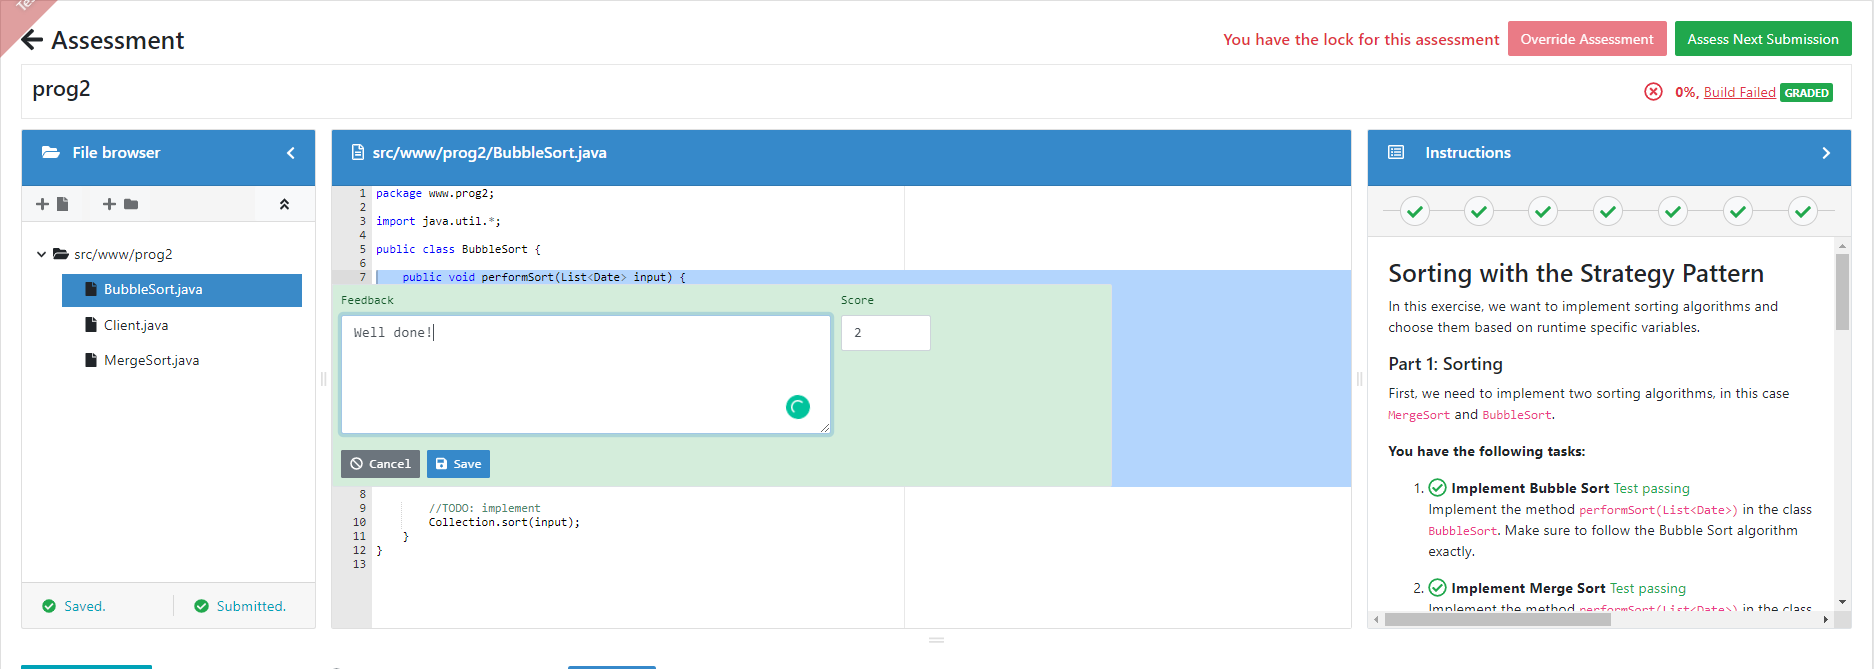 Assessment
You have the lock for this assessment
Override Assessment
Assess Next Submission
prog2
0%, Build Failed GRADED
File browser
src/www/prog2
BubbleSort.java
Client.java
MergeSort.java
Saved.
Submitted.
src/www/prog2/BubbleSort.java
1 package www.prog2;
2
3 import java.util.*;
4
5 public class BubbleSort {
6
7 public void performSort(List<Date> input) {
Feedback
Score
Well done!
2
Cancel
Save
8
9 //TODO: implement
10 Collection.sort(input);
11 }
12 }
13
Instructions
Sorting with the Strategy Pattern
In this exercise, we want to implement sorting algorithms and
choose them based on runtime specific variables.
Part 1: Sorting
First, we need to implement two sorting algorithms, in this case
MergeSort and BubbleSort.
You have the following tasks:
1. Implement Bubble Sort Test passing
Implement the method performSort(List<Date>) in the class
BubbleSort. Make sure to follow the Bubble Sort algorithm
exactly.
2. Implement Merge Sort Test passing
Implement the method performSort(List<Date>) in the class